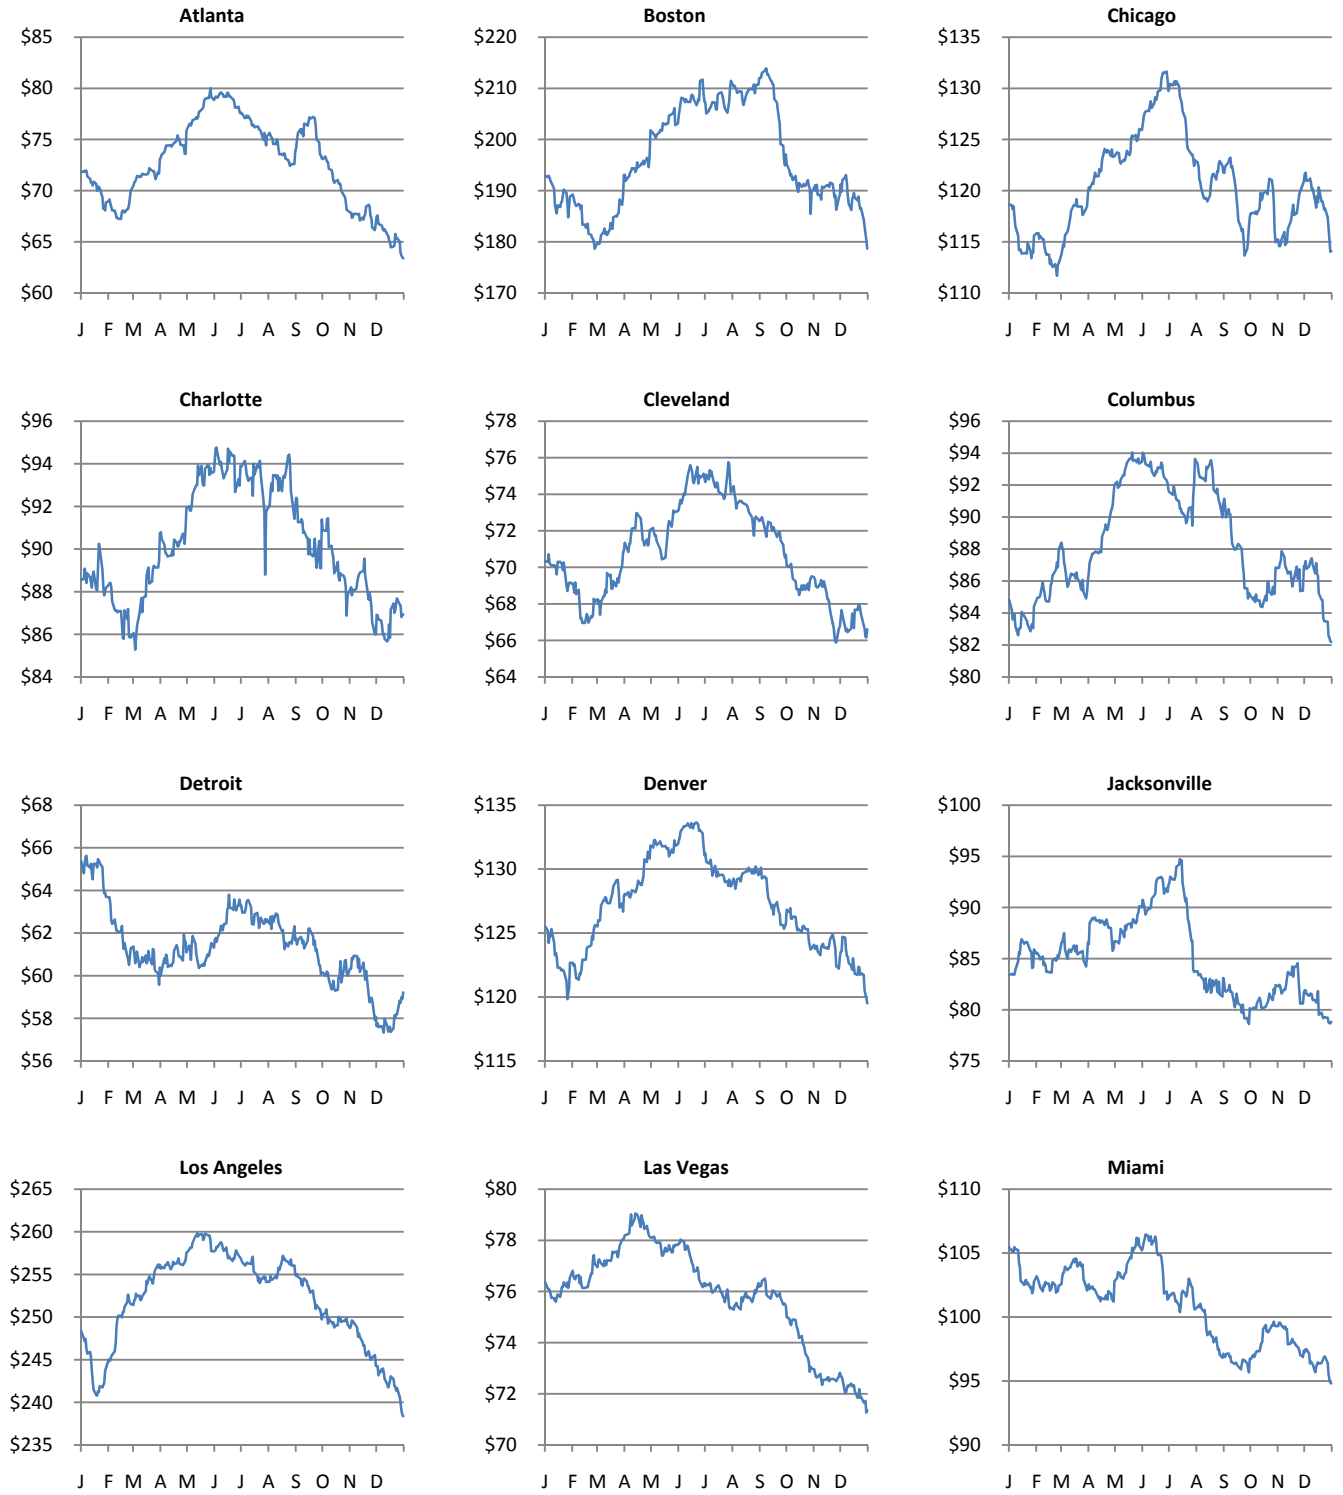 Atlanta Boston Chicago
$85 $220 $135
$80 $210 $130
$75 $200 $125
$70 $190 $120
$65 $180 $115
$60 $170 $110
J F M A M J J A S O N D J F M A M J J A S O N D J F M A M J J A S O N D
Charlotte Cleveland Columbus
$96 $78 $96
$94 $76 $94
$92 $74 $92
$90 $72 $90
$88 $70 $88
$86 $68 $86
$84 $66 $84
$64 $82
$80
J F M A M J J A S O N D J F M A M J J A S O N D J F M A M J J A S O N D
Detroit Denver Jacksonville
$68 $135 $100
$66 $130 $95
$64 $125 $90
$62 $120 $85
$60 $115 $80
$58 $75
$56
J F M A M J J A S O N D J F M A M J J A S O N D J F M A M J J A S O N D
Los Angeles Las Vegas Miami
$265 $80 $110
$260 $78 $105
$255 $76 $100
$250 $74 $95
$245 $72 $90
$240 $70
$235
J F M A M J J A S O N D J F M A M J J A S O N D J F M A M J J A S O N D